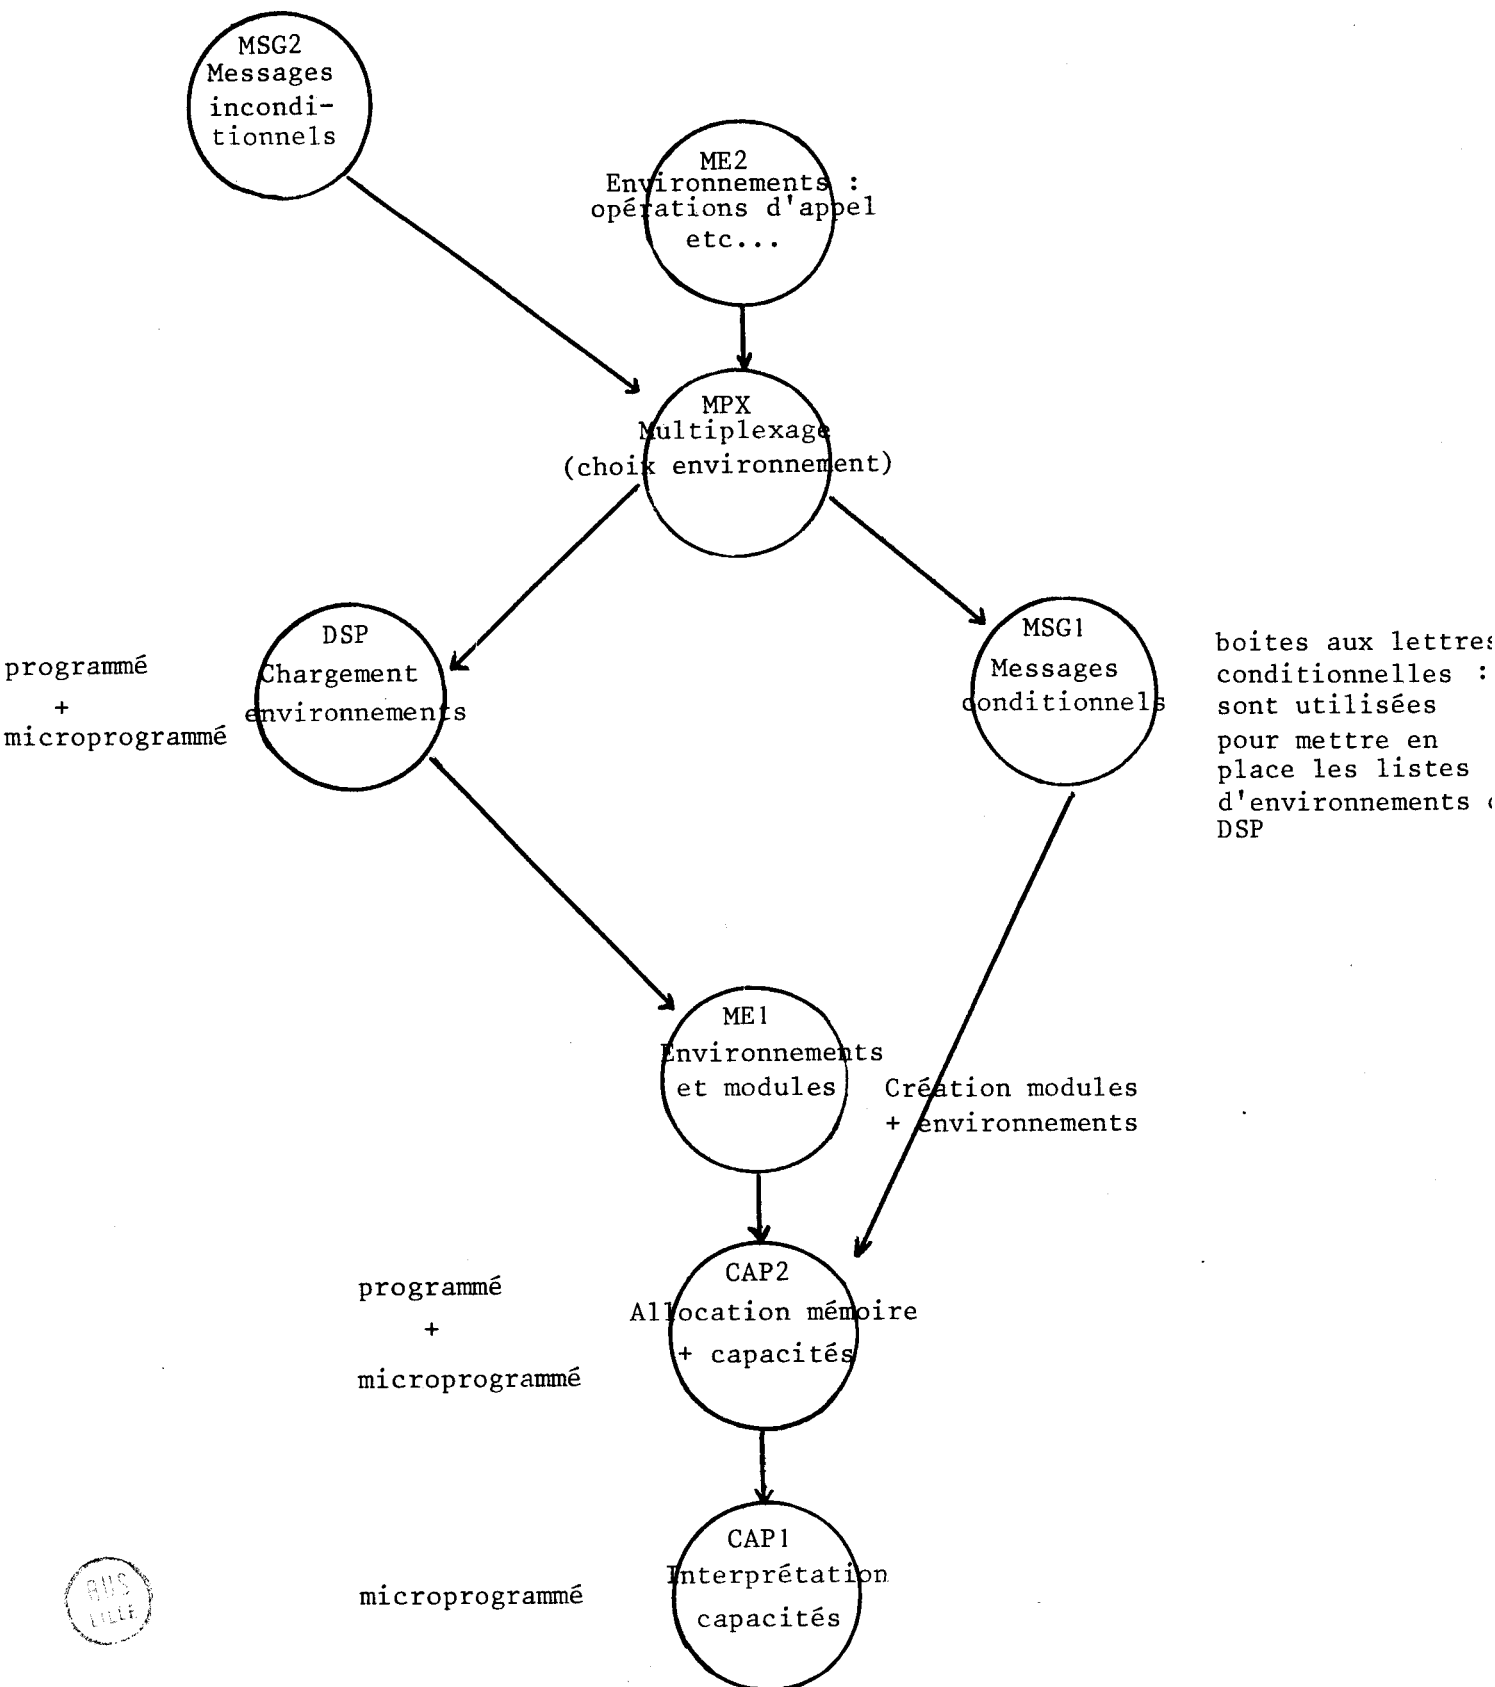 MSG2
Messages
incondi-
tionnels
ME2
Environnements :
opérations d'appel
etc...
MPX
Multiplexage
(choix environnement)
DSP
Chargement
environnements
programmé
+
microprogrammé
MSG1
Messages
conditionnels
boites aux lettres
conditionnelles :
sont utilisées
pour mettre en
place les listes
d'environnements
DSP
ME1
Environnements
et modules
Création modules
+ environnements
CAP2
Allocation mémoire
+ capacités
programmé
+
microprogrammé
CAP1
Interprétation
capacités
microprogrammé
BUS
LILLE